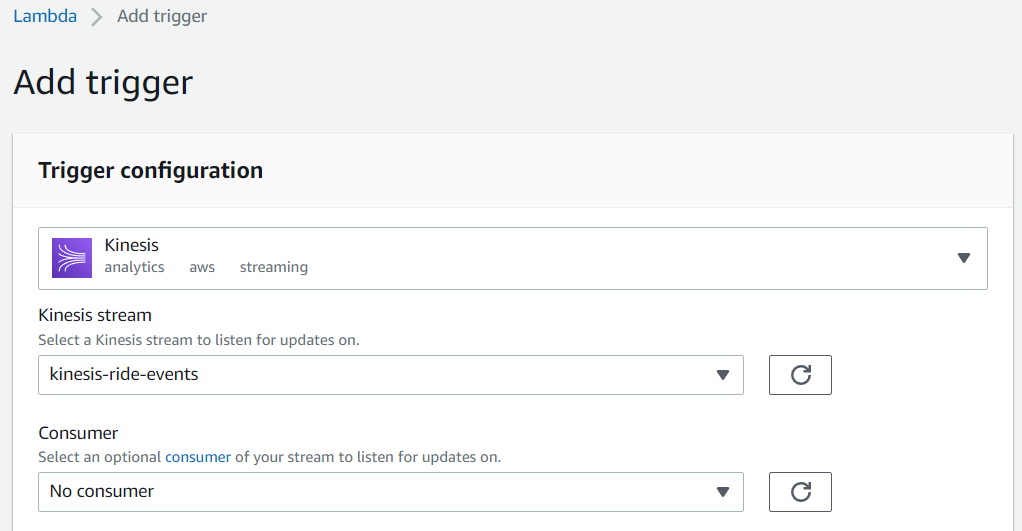 Lambda > Add trigger
Add trigger
Trigger configuration
Kinesis
analytics aws streaming
Kinesis stream
Select a Kinesis stream to listen for updates on.
kinesis-ride-events
Consumer
Select an optional consumer of your stream to listen for updates on.
No consumer